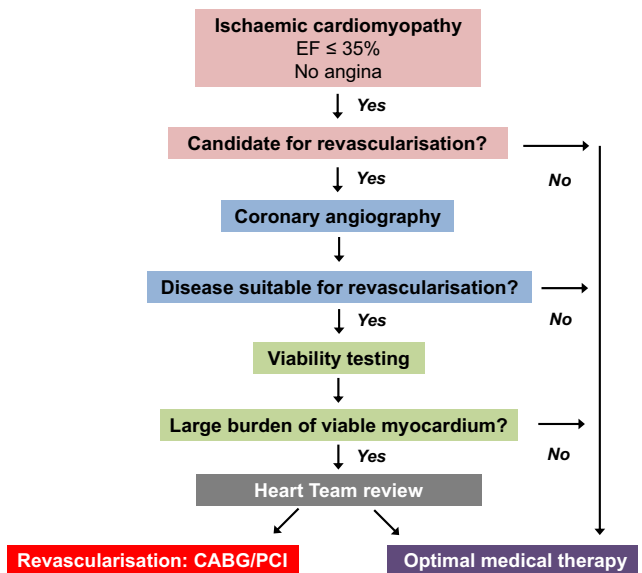 Ischaemic cardiomyopathy
EF ≤ 35%
No angina
Yes
Candidate for revascularisation?
No
Yes
Coronary angiography
Disease suitable for revascularisation?
No
Yes
Viability testing
Large burden of viable myocardium?
No
Yes
Heart Team review
Revascularisation: CABG/PCI
Optimal medical therapy